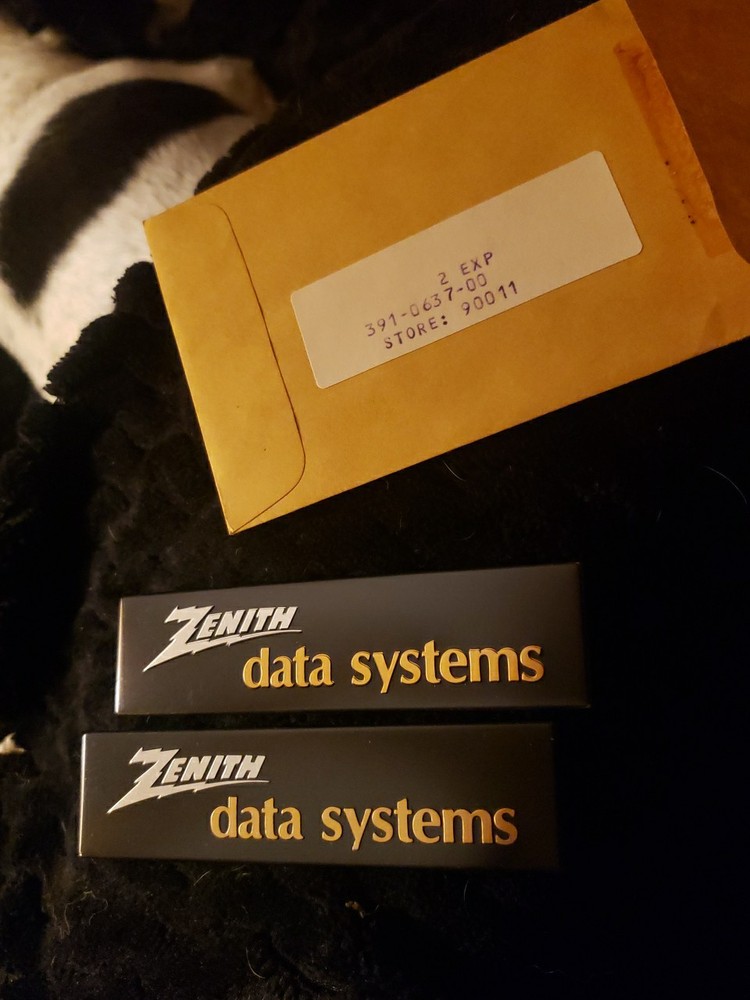 2 EXP
391-0637-00
STORE: 90011
ZENITH
data systems
ZENITH
data systems